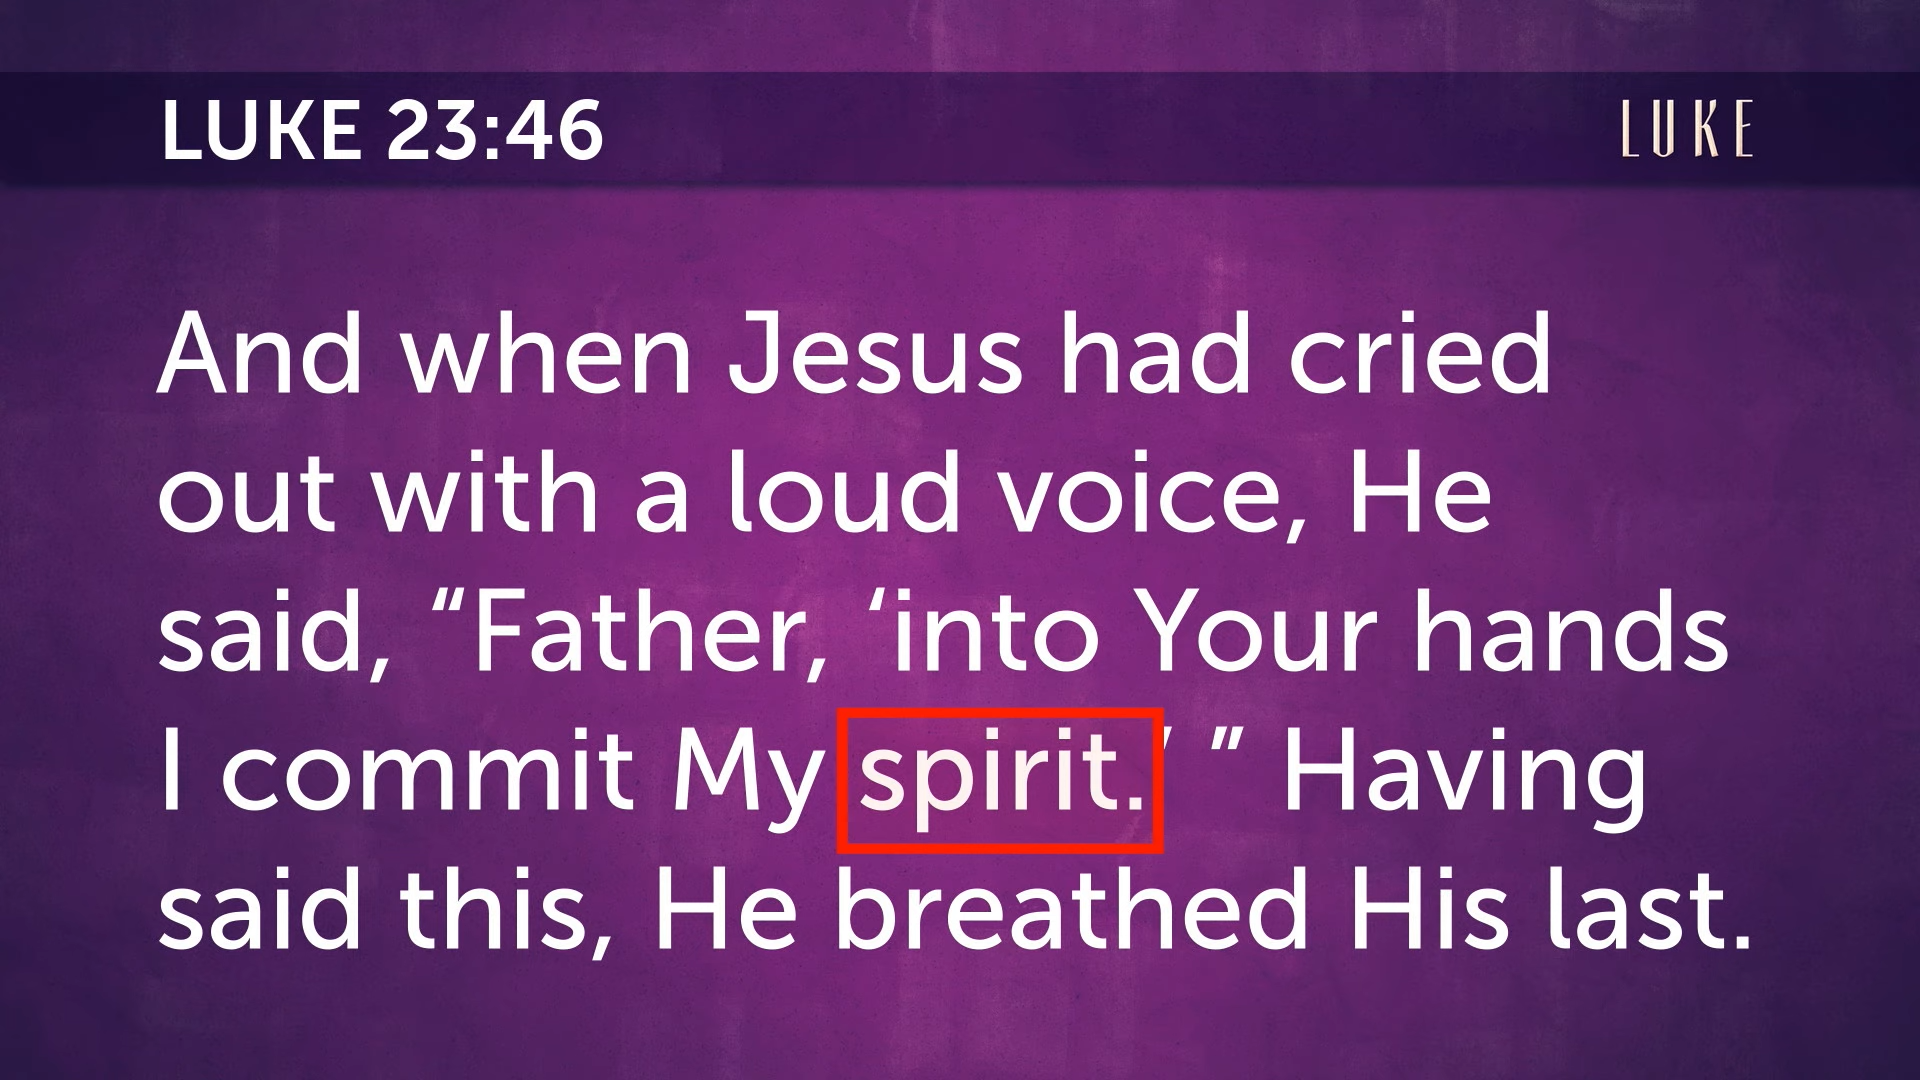 LUKE 23:46
LUKE
And when Jesus had cried
out with a loud voice, He
said, “Father, ‘into Your hands
I commit My spirit.’ ” Having
said this, He breathed His last.